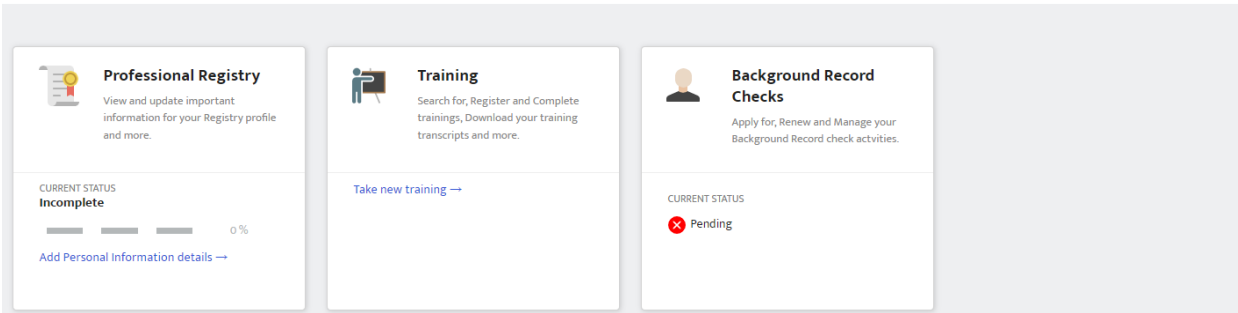 Professional Registry
View and update important
information for your Registry profile
and more.
CURRENT STATUS
Incomplete
0%
Add Personal Information details →
Training
Search for, Register and Complete
trainings, Download your training
transcripts and more.
Take new training →
Background Record
Checks
Apply for, Renew and Manage your
Background Record check actvities.
CURRENT STATUS
Pending